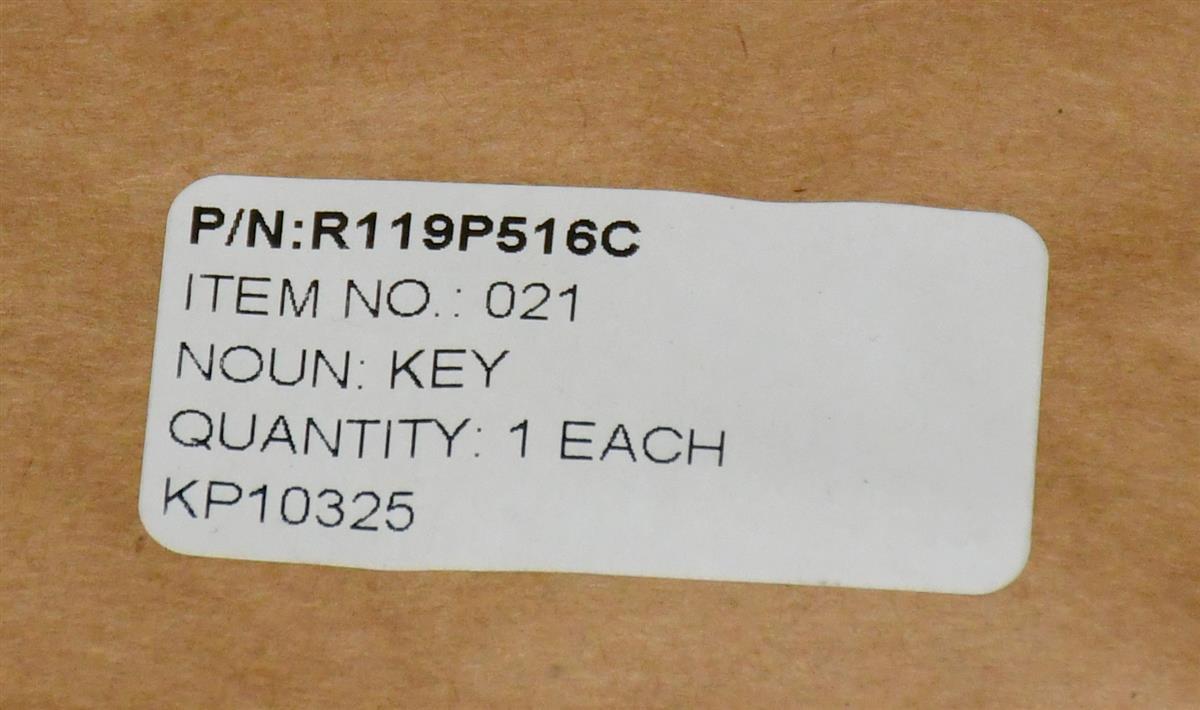 P/N:R119P516C
ITEM NO.: 021
NOUN: KEY
QUANTITY: 1 EACH
KP10325